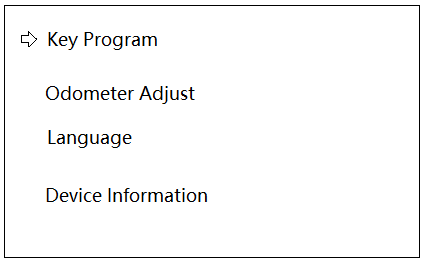 Key Program
Odometer Adjust
Language
Device Information